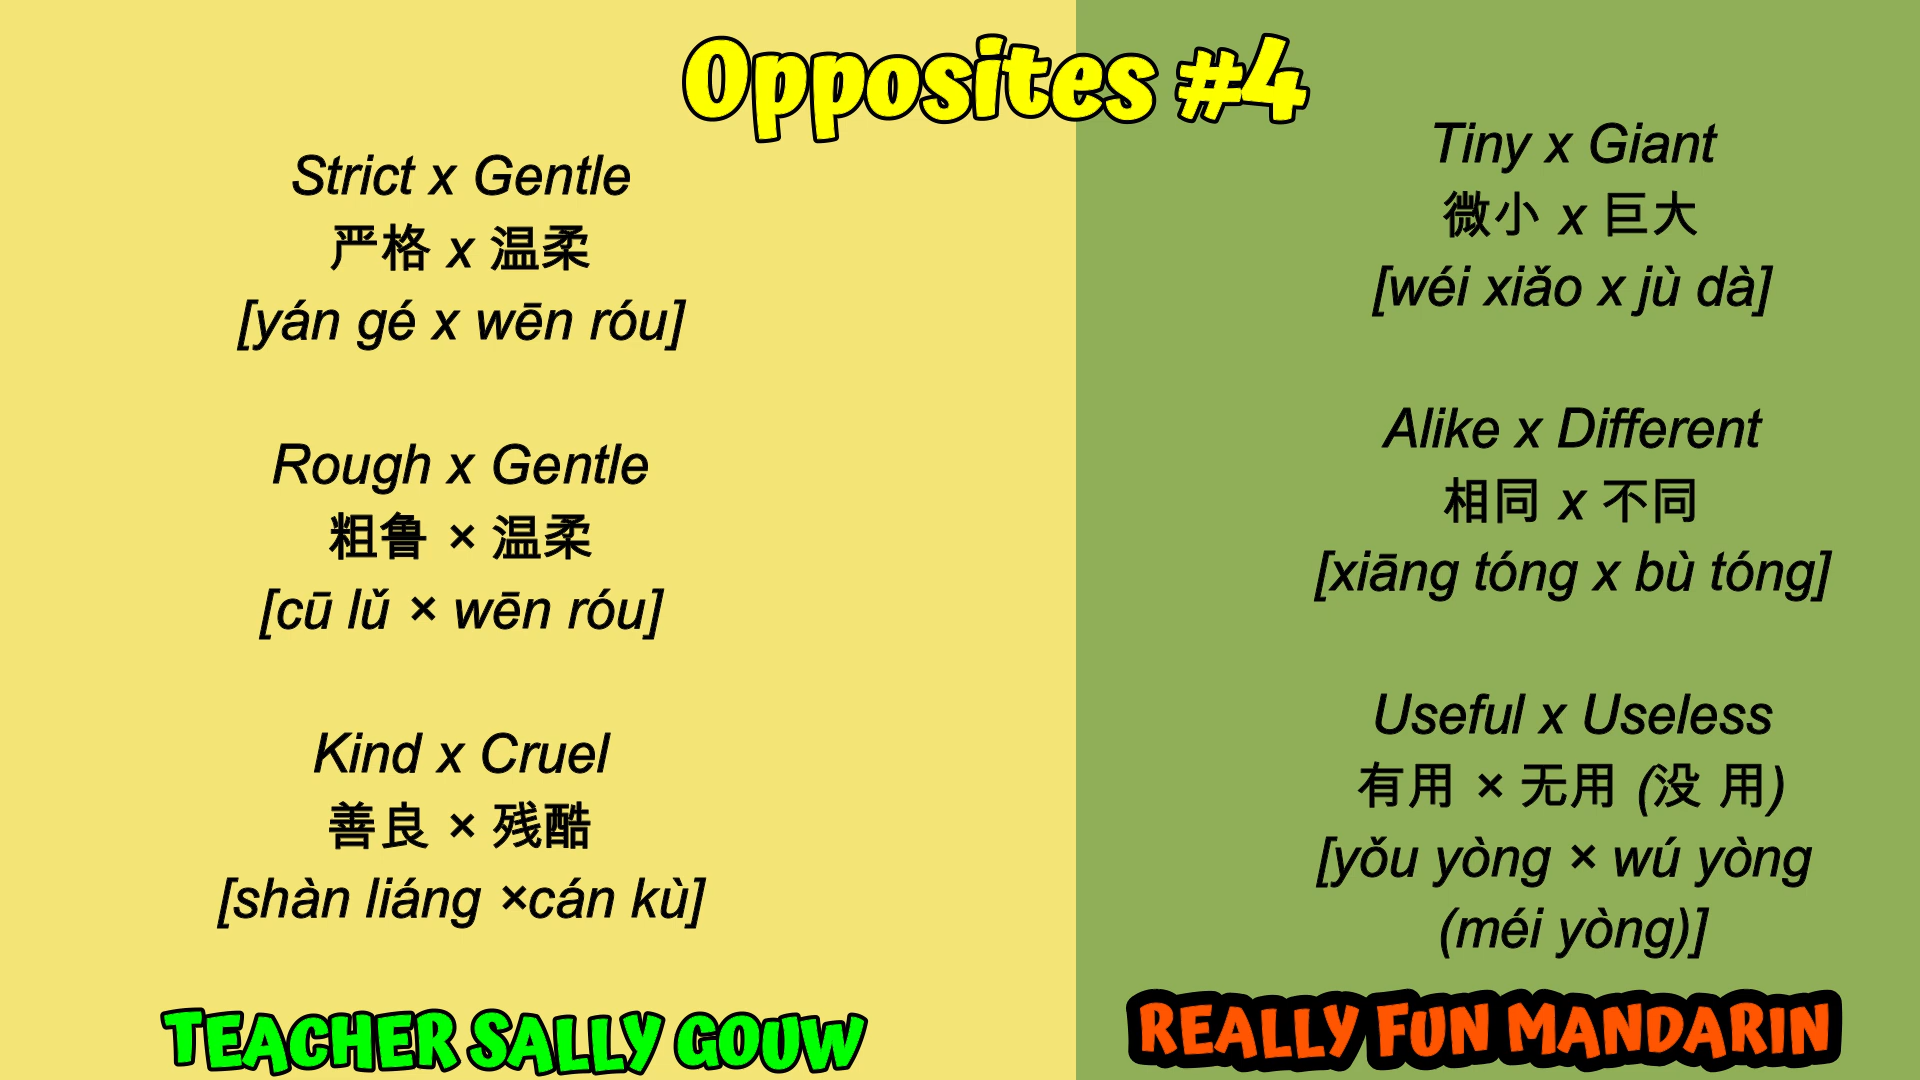 Opposites #4
Strict x Gentle
严格 x 温柔
[yán gé x wēn róu]
Rough x Gentle
粗鲁 × 温柔
[cū lǔ × wēn róu]
Kind x Cruel
善良 × 残酷
[shàn liáng ×cán kù]
Tiny x Giant
微小 x 巨大
[wéi xiǎo x jù dà]
Alike x Different
相同 x 不同
[xiāng tóng x bù tóng]
Useful x Useless
有用 × 无用 (没 用)
[yǒu yòng × wú yòng
(méi yòng)]
TEACHER SALLY GOUW
REALLY FUN MANDARIN